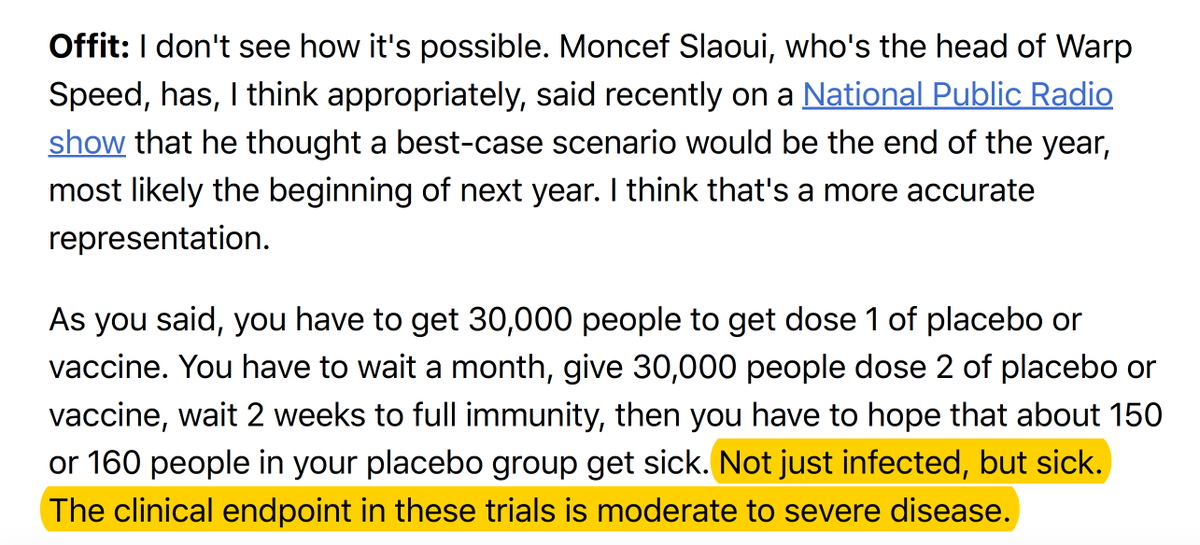 Offit: I don't see how it's possible. Moncef Slaoui, who's the head of Warp
Speed, has, I think appropriately, said recently on a National Public Radio
show that he thought a best-case scenario would be the end of the year,
most likely the beginning of next year. I think that's a more accurate
representation.
As you said, you have to get 30,000 people to get dose 1 of placebo or
vaccine. You have to wait a month, give 30,000 people dose 2 of placebo or
vaccine, wait 2 weeks to full immunity, then you have to hope that about 150
or 160 people in your placebo group get sick. Not just infected, but sick.
The clinical endpoint in these trials is moderate to severe disease.